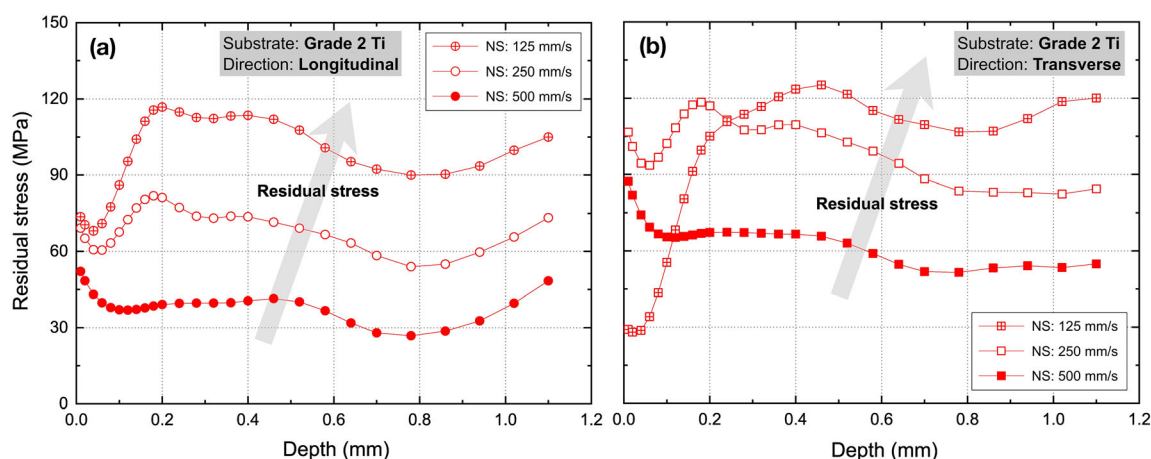 (a)
Substrate: Grade 2 Ti
Direction: Longitudinal
NS: 125 mm/s
NS: 250 mm/s
NS: 500 mm/s
Residual stress
Residual stress (MPa)
150
120
90
60
30
0
0.0 0.2 0.4 0.6 0.8 1.0 1.2
Depth (mm)
(b)
Substrate: Grade 2 Ti
Direction: Transverse
Residual stress
NS: 125 mm/s
NS: 250 mm/s
NS: 500 mm/s
0.0 0.2 0.4 0.6 0.8 1.0 1.2
Depth (mm)